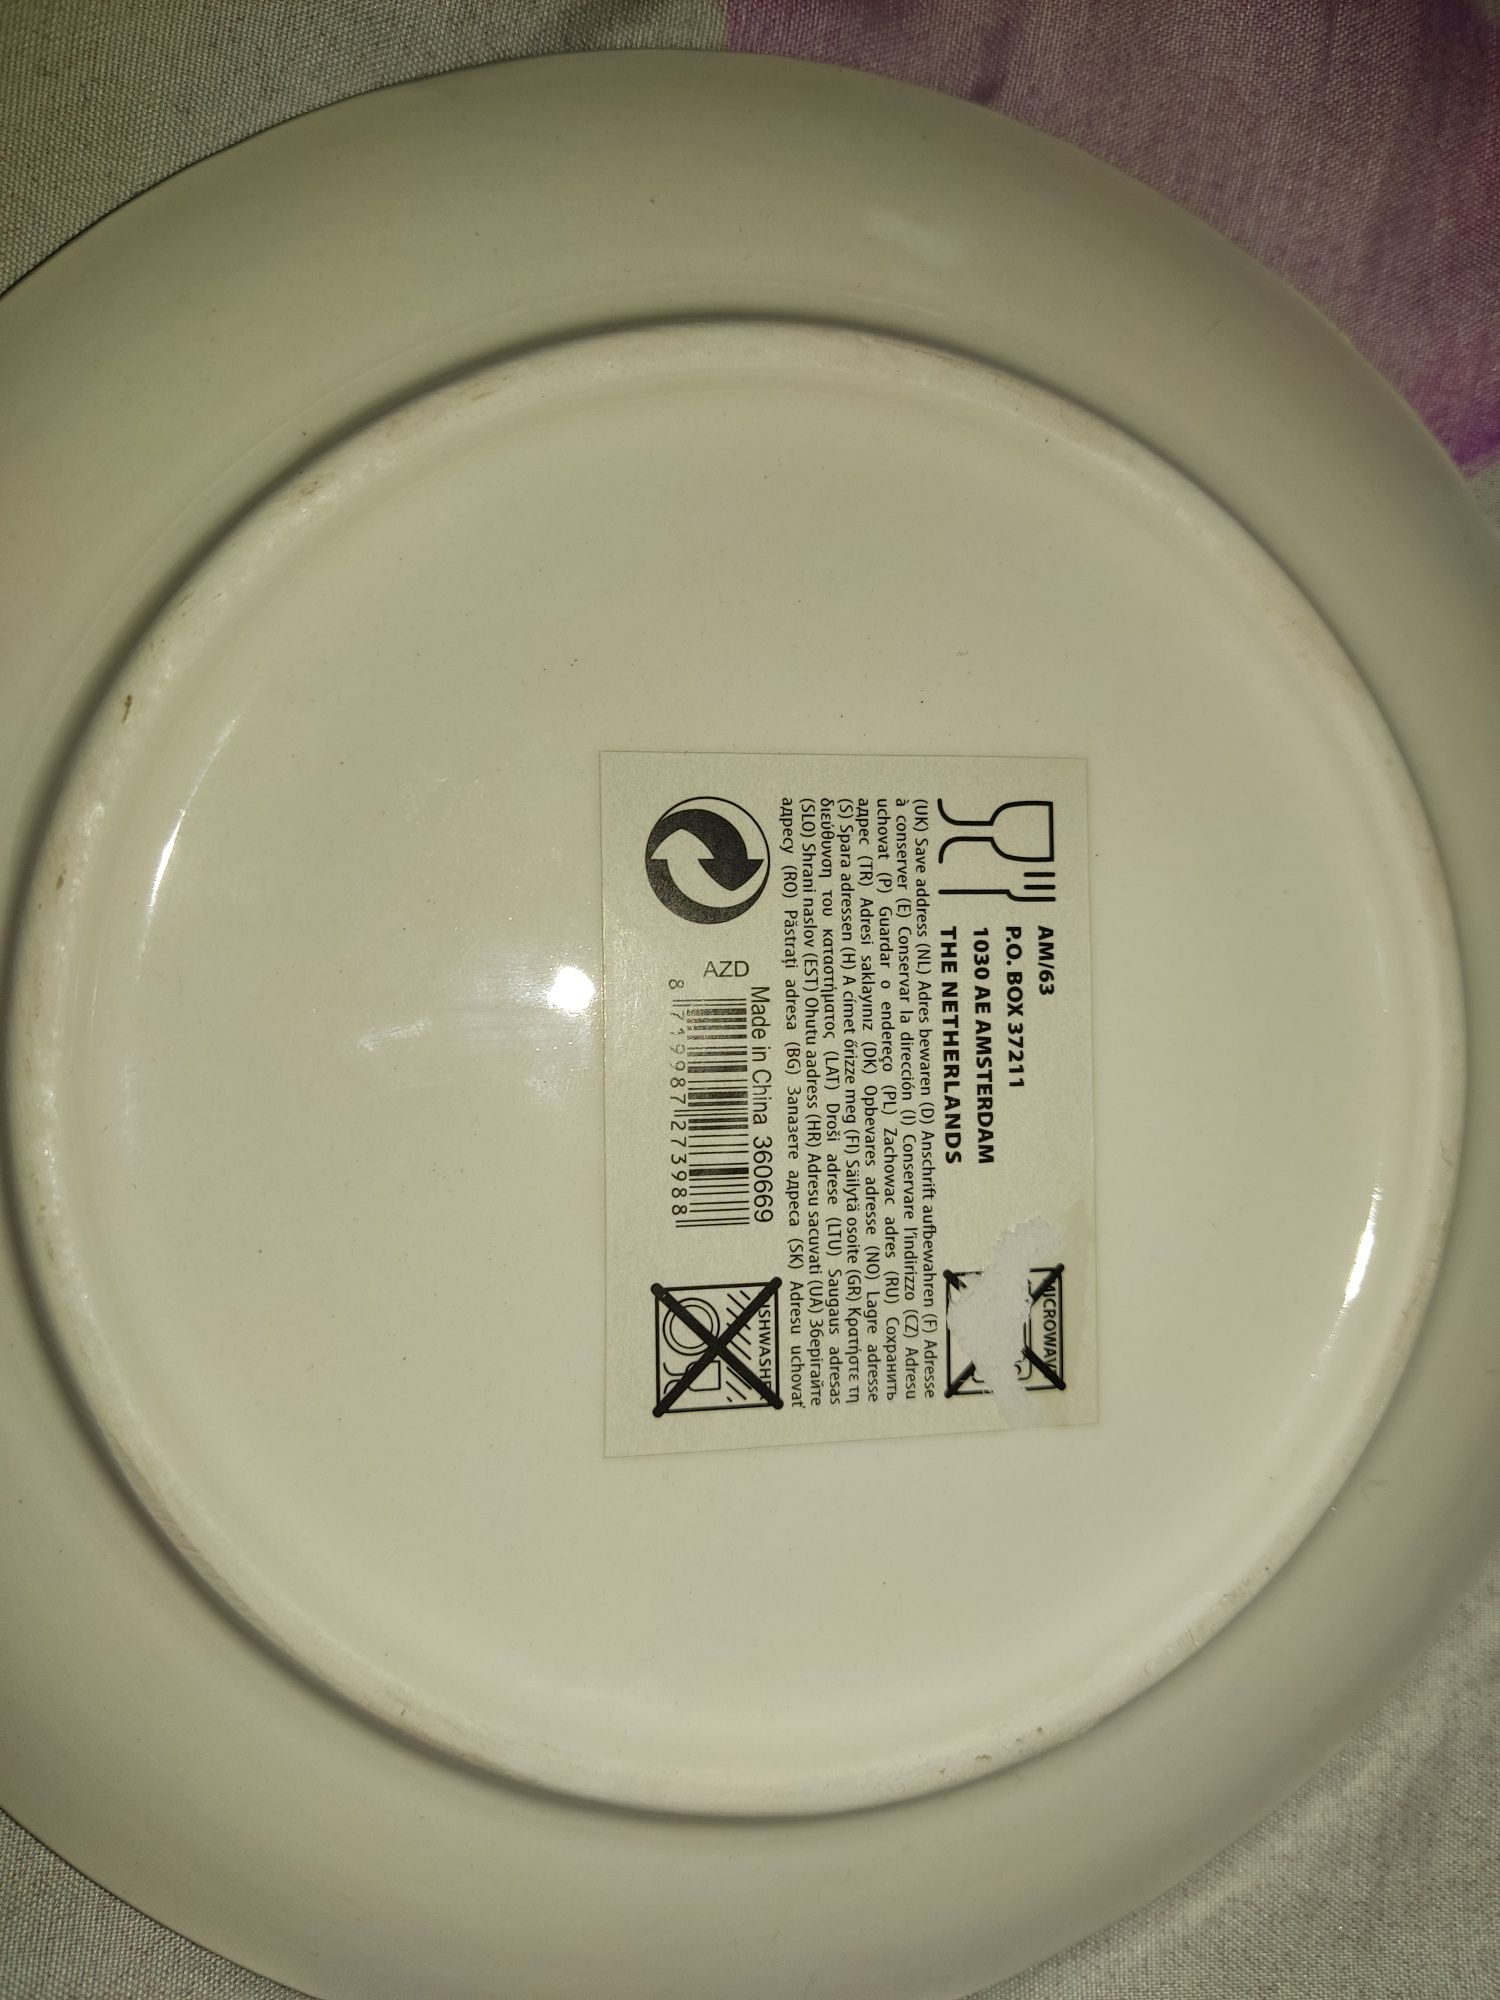 AM/63
P.O. BOX 37211
1030 AE AMSTERDAM
THE NETHERLANDS
MICROWAVE
(UK) Save address (NL) Adres bewaren (D) Anschrift aufbewahren (F) Adresse
à conserver (E) Conservar la dirección (I) Conservare l'indirizzo (CZ) Adresu
uchovat (P) Guardar o endereço (PL) Zachowac adres (RU) Сохранить
адрес (TR) Adresi saklayınız (DK) Opbevares adresse (NO) Lagre adresse
(S) Spara adressen (H) A címet őrizze meg (FI) Säilytä osoite (GR) Κρατήστε τη
διεύθυνση του καταστήματος (LAT) Droši adrese (LTU) Saugaus adresas
(SLO) Shrani naslov (EST) Ohutu aadress (HR) Adresu sacuvati (UA) Зберігайте
адресу (RO) Păstrați adresa (BG) Запазете адреса (SK) Adresu uchovať
Made in China 360669
AZD
8 719987 273988
DISHWASHER